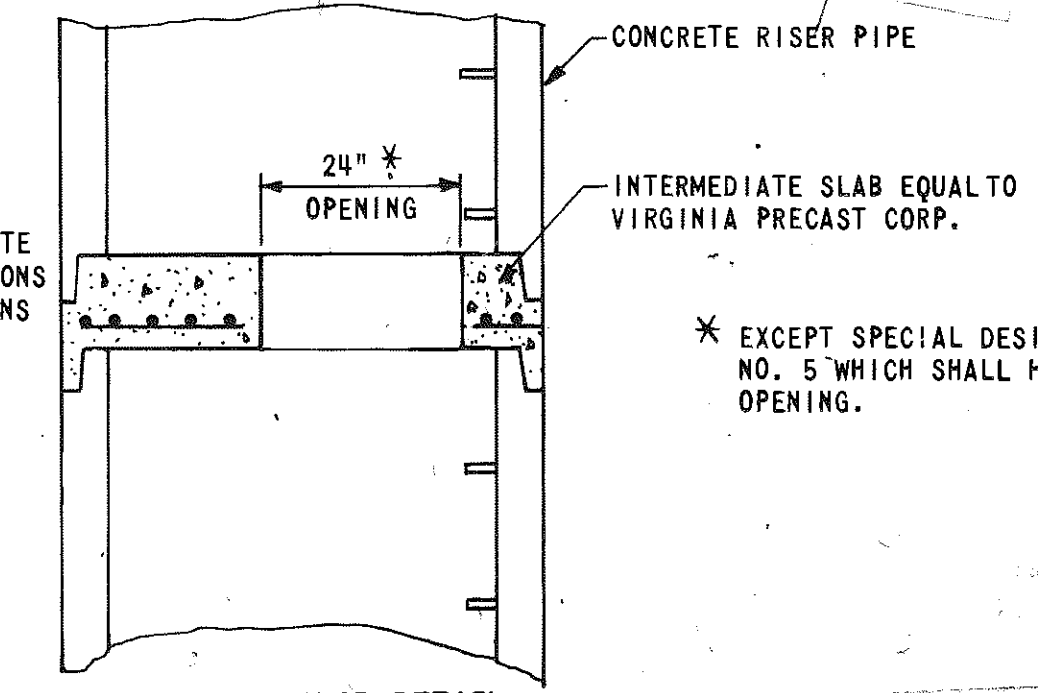 CONCRETE RISER PIPE
24" *
OPENING
INTERMEDIATE SLAB EQUAL TO
VIRGINIA PRECAST CORP.
TE
ONS
NS
* EXCEPT SPECIAL DESI
NO. 5 WHICH SHALL H
OPENING.